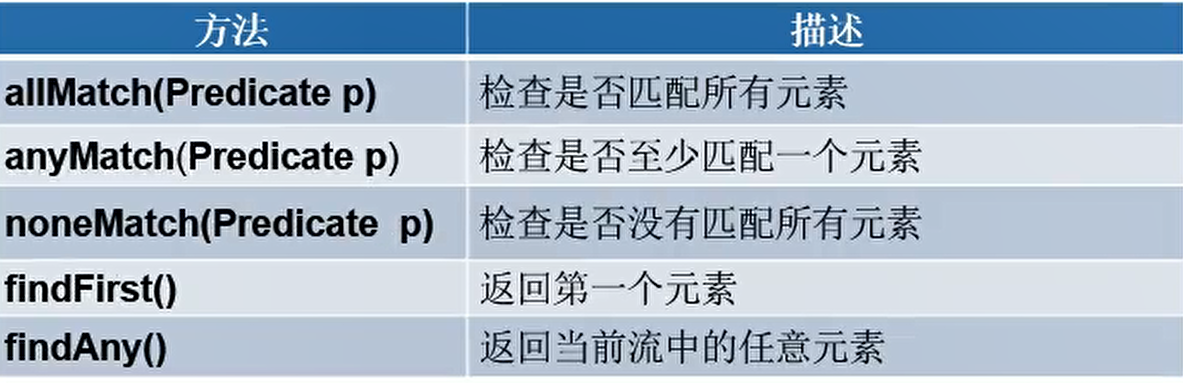 方法 描述
allMatch(Predicate p) 检查是否匹配所有元素
anyMatch(Predicate p) 检查是否至少匹配一个元素
noneMatch(Predicate  p) 检查是否没有匹配所有元素
findFirst() 返回第一个元素
findAny() 返回当前流中的任意元素